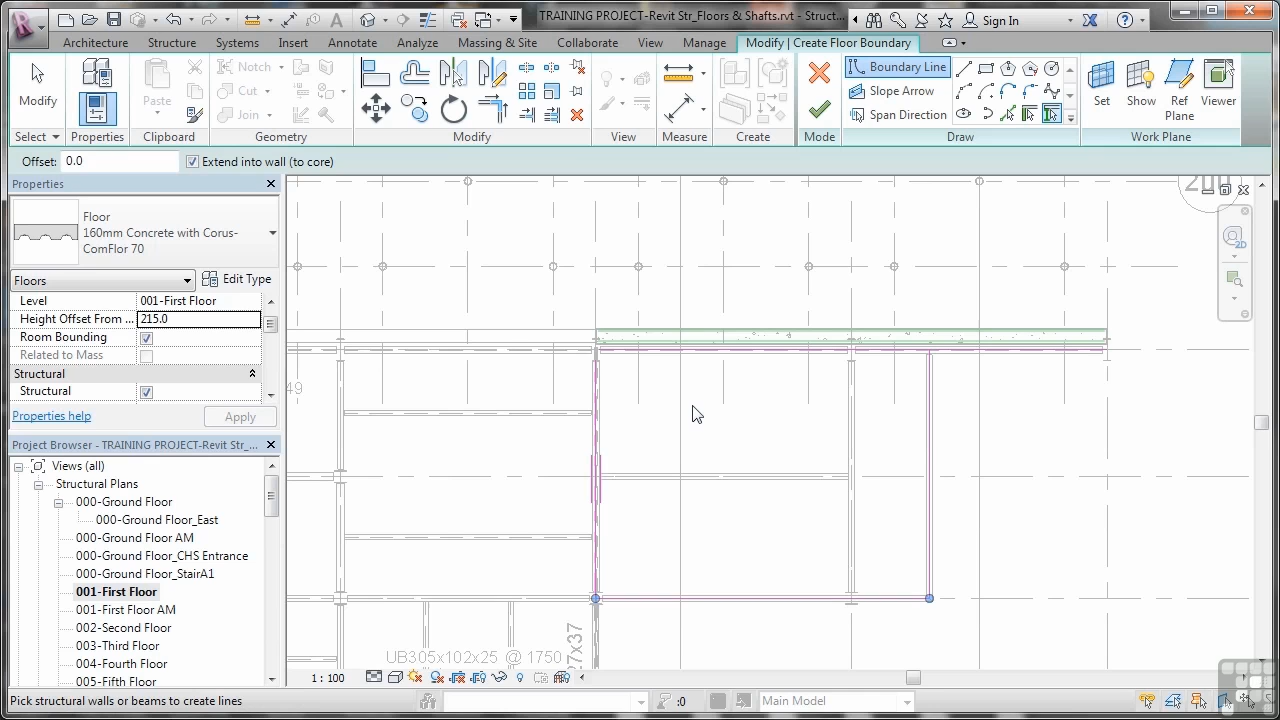 TRAINING PROJECT-Revit Str_Floors & Shafts.rvt - Struct...
Sign In
Architecture Structure Systems Insert Annotate Analyze Massing & Site Collaborate View Manage Modify | Create Floor Boundary
Modify
Select
Properties
Paste
Clipboard
Notch
Cut
Join
Geometry
Modify
View
Measure
Create
Mode
Boundary Line
Slope Arrow
Span Direction
Draw
Set
Show
Ref Plane
Viewer
Work Plane
Offset: 0.0
Extend into wall (to core)
Properties
Floor
160mm Concrete with Corus-
ComFlor 70
Floors
Edit Type
Level 001-First Floor
Height Offset From ... 215.0
Room Bounding
Related to Mass
Structural
Structural
Properties help
Apply
Project Browser - TRAINING PROJECT-Revit Str_...
Views (all)
Structural Plans
000-Ground Floor
000-Ground Floor_East
000-Ground Floor AM
000-Ground Floor_CHS Entrance
000-Ground Floor_StairA1
001-First Floor
001-First Floor AM
002-Second Floor
003-Third Floor
004-Fourth Floor
005-Fifth Floor
2D
49
UB305x102x25 @ 1750
7x37
1 : 100
Pick structural walls or beams to create lines
:0
Main Model